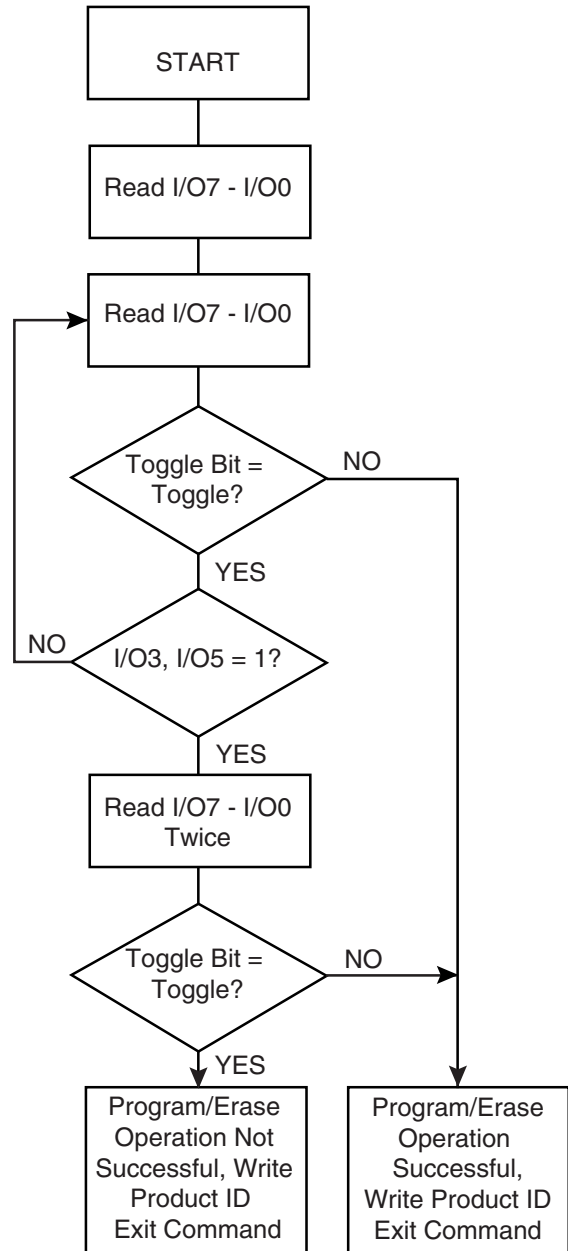 START
Read I/O7 - I/O0
Read I/O7 - I/O0
Toggle Bit =
Toggle?
NO
YES
NO
I/O3, I/O5 = 1?
YES
Read I/O7 - I/O0
Twice
Toggle Bit =
Toggle?
NO
YES
Program/Erase
Operation Not
Successful, Write
Product ID
Exit Command
Program/Erase
Operation
Successful,
Write Product ID
Exit Command